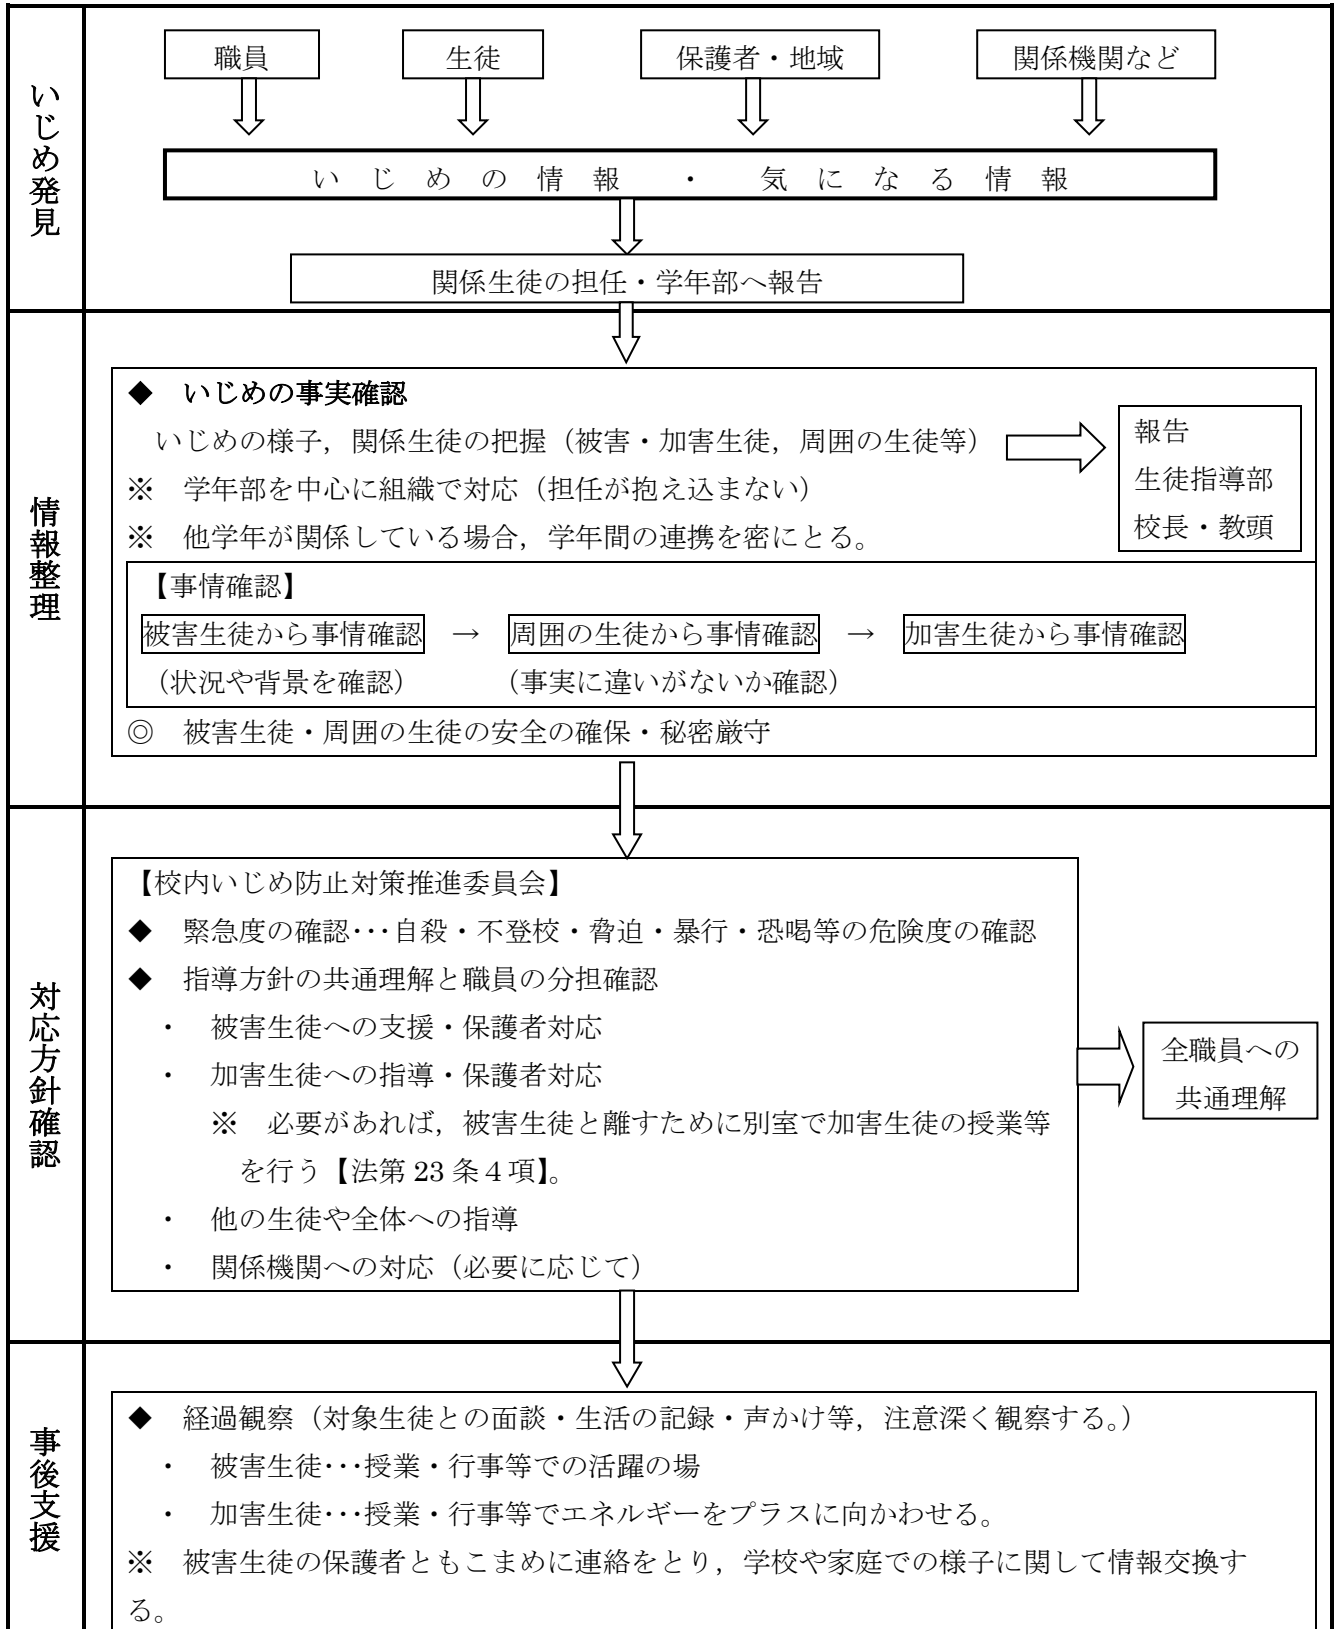 いじめ発見
職員
生徒
保護者・地域
関係機関など
いじめの情報・気になる情報
関係生徒の担任・学年部へ報告
情報整理
◆　いじめの事実確認
いじめの様子，関係生徒の把握（被害・加害生徒，周囲の生徒等）
※　学年部を中心に組織で対応（担任が抱え込まない）
※　他学年が関係している場合，学年間の連携を密にとる。
報告
生徒指導部
校長・教頭
【事情確認】
被害生徒から事情確認　→　周囲の生徒から事情確認　→　加害生徒から事情確認
（状況や背景を確認）　　　（事実に違いがないか確認）
◎　被害生徒・周囲の生徒の安全の確保・秘密厳守
対応方針確認
【校内いじめ防止対策推進委員会】
◆　緊急度の確認･･･自殺・不登校・脅迫・暴行・恐喝等の危険度の確認
◆　指導方針の共通理解と職員の分担確認
・　被害生徒への支援・保護者対応
・　加害生徒への指導・保護者対応
※　必要があれば，被害生徒と離すために別室で加害生徒の授業等
を行う【法第 23 条４項】。
・　他の生徒や全体への指導
・　関係機関への対応（必要に応じて）
全職員への
共通理解
事後支援
◆　経過観察（対象生徒との面談・生活の記録・声かけ等，注意深く観察する。）
・　被害生徒･･･授業・行事等での活躍の場
・　加害生徒･･･授業・行事等でエネルギーをプラスに向かわせる。
※　被害生徒の保護者ともこまめに連絡をとり，学校や家庭での様子に関して情報交換す
る。